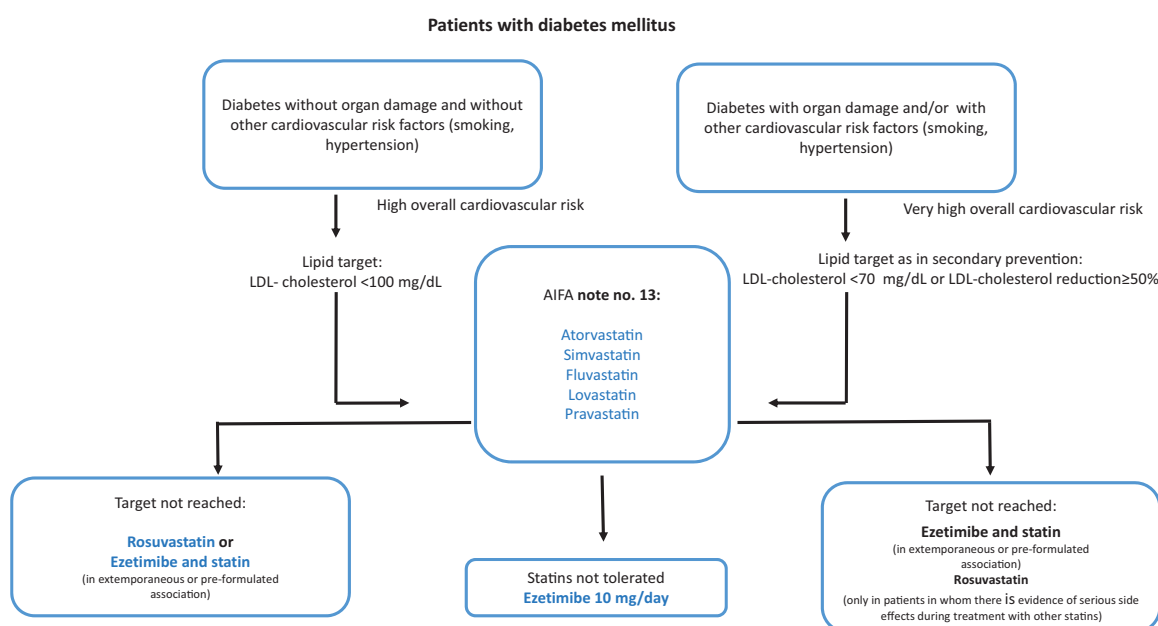 Patients with diabetes mellitus
Diabetes without organ damage and without
other cardiovascular risk factors (smoking,
hypertension)
Diabetes with organ damage and/or with
other cardiovascular risk factors (smoking,
hypertension)
High overall cardiovascular risk
Very high overall cardiovascular risk
Lipid target:
LDL- cholesterol <100 mg/dL
Lipid target as in secondary prevention:
LDL-cholesterol <70 mg/dL or LDL-cholesterol reduction≥50%
AIFA note no. 13:
Atorvastatin
Simvastatin
Fluvastatin
Lovastatin
Pravastatin
Target not reached:
Rosuvastatin or
Ezetimibe and statin
(in extemporaneous or pre-formulated
association)
Statins not tolerated
Ezetimibe 10 mg/day
Target not reached:
Ezetimibe and statin
(in extemporaneous or pre-formulated
association)
Rosuvastatin
(only in patients in whom there is evidence of serious side
effects during treatment with other statins)